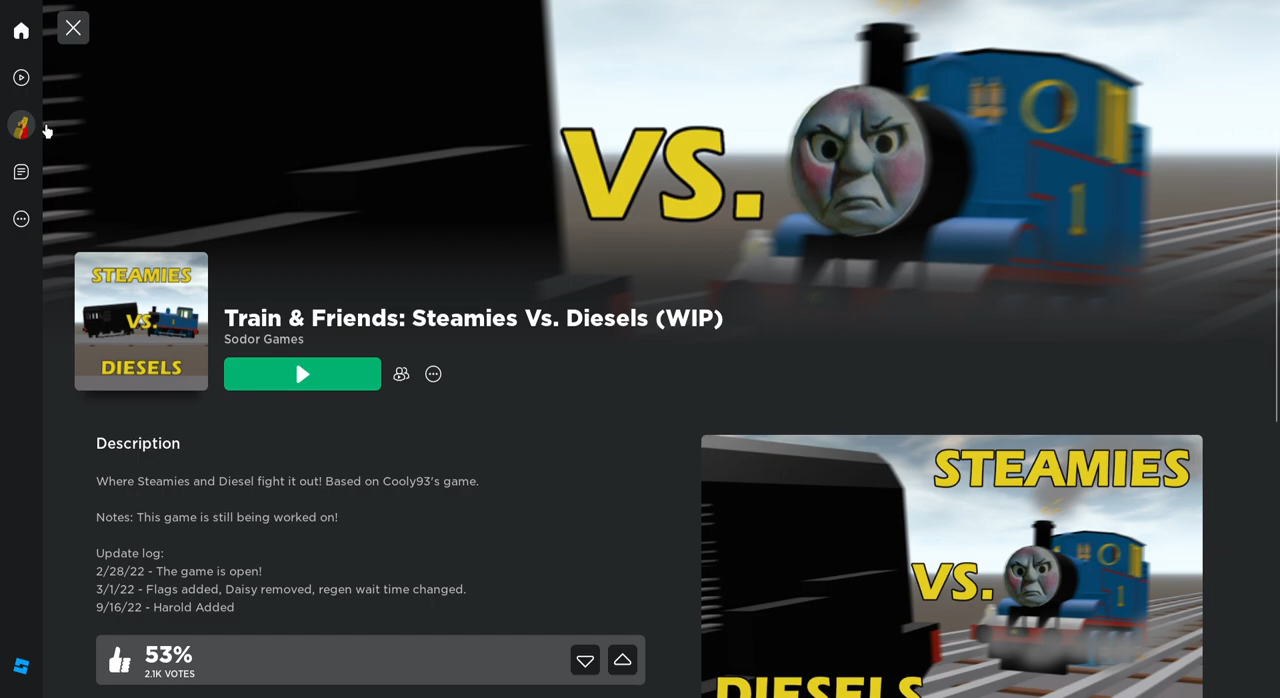 VS.
1
STEAMIES
VS.
DIESELS
Train & Friends: Steamies Vs. Diesels (WIP)
Sodor Games
Description
Where Steamies and Diesel fight it out! Based on Cooly93's game.
Notes: This game is still being worked on!
Update log:
2/28/22 - The game is open!
3/1/22 - Flags added, Daisy removed, regen wait time changed.
9/16/22 - Harold Added
53%
2.1K VOTES
STEAMIES
VS.
1
DIESELS